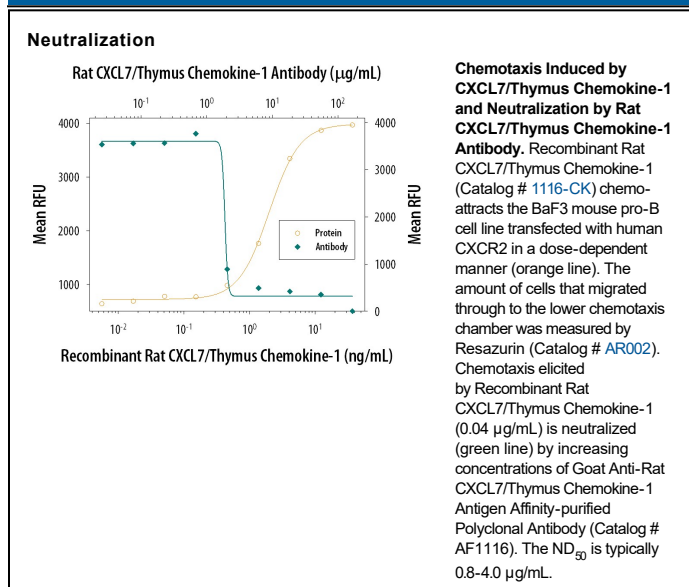 Neutralization
Rat CXCL7/Thymus Chemokine-1 Antibody (µg/mL)
10-1 100 101 102
4000 4000
3000 3000
2000 2000
1000 1000
0
Mean RFU
Mean RFU
Protein
Antibody
10-2 10-1 100 101
Recombinant Rat CXCL7/Thymus Chemokine-1 (ng/mL)
Chemotaxis Induced by
CXCL7/Thymus Chemokine-1
and Neutralization by Rat
CXCL7/Thymus Chemokine-1
Antibody. Recombinant Rat
CXCL7/Thymus Chemokine-1
(Catalog # 1116-CK) chemo-
attracts the BaF3 mouse pro-B
cell line transfected with human
CXCR2 in a dose-dependent
manner (orange line). The
amount of cells that migrated
through to the lower chemotaxis
chamber was measured by
Resazurin (Catalog # AR002).
Chemotaxis elicited
by Recombinant Rat
CXCL7/Thymus Chemokine-1
(0.04 µg/mL) is neutralized
(green line) by increasing
concentrations of Goat Anti-Rat
CXCL7/Thymus Chemokine-1
Antigen Affinity-purified
Polyclonal Antibody (Catalog #
AF1116). The ND50 is typically
0.8-4.0 µg/mL.